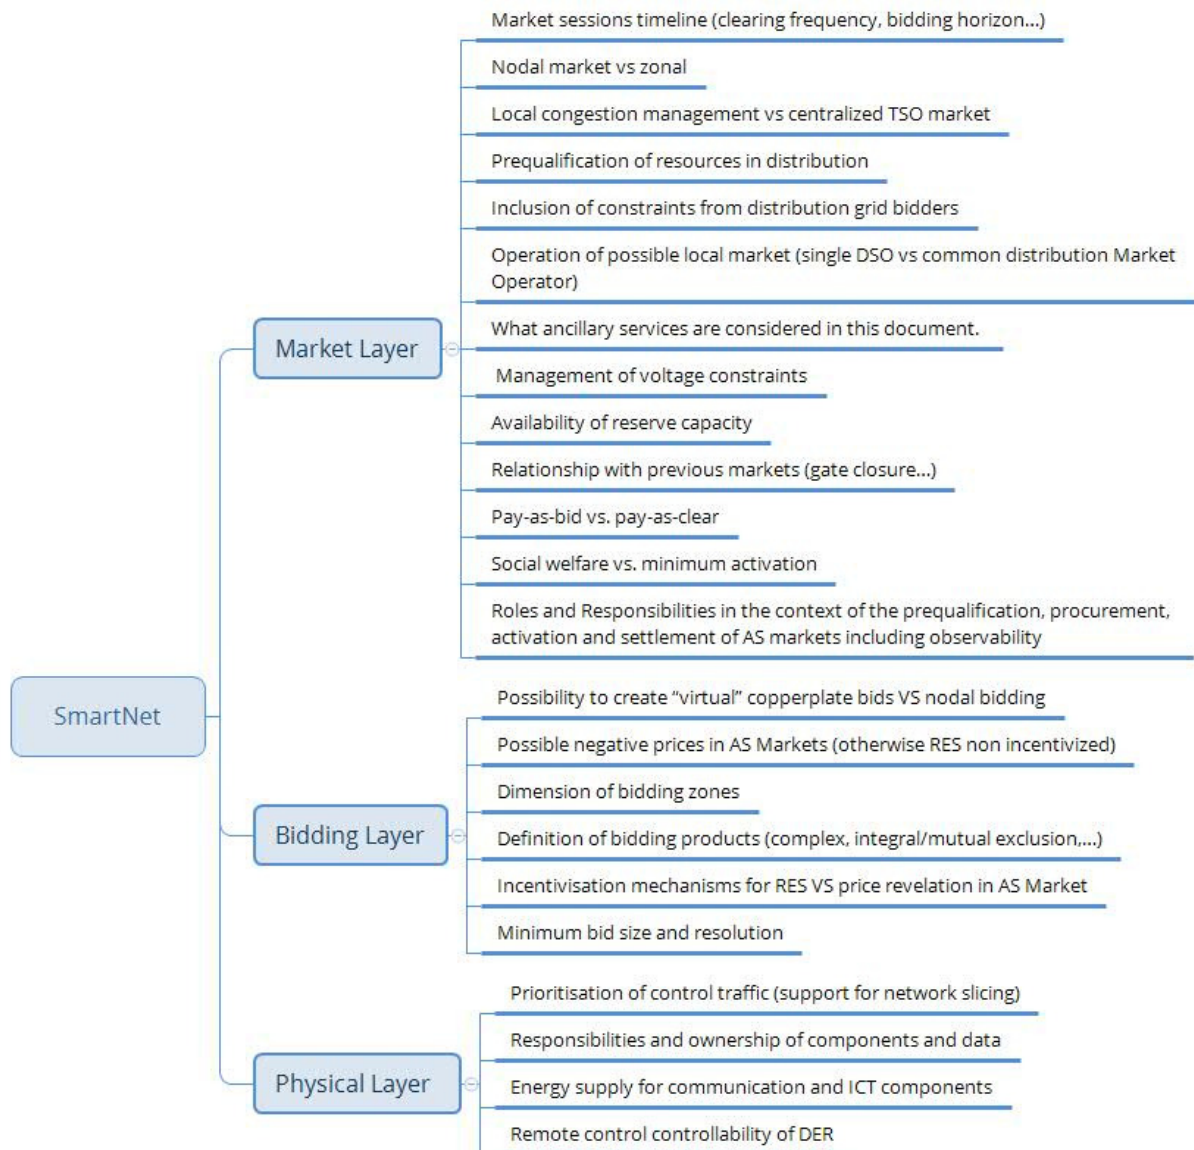 Market sessions timeline (clearing frequency, bidding horizon...)
Nodal market vs zonal
Local congestion management vs centralized TSO market
Prequalification of resources in distribution
Inclusion of constraints from distribution grid bidders
Operation of possible local market (single DSO vs common distribution Market
Operator)
Market Layer
What ancillary services are considered in this document.
Management of voltage constraints
Availability of reserve capacity
Relationship with previous markets (gate closure...)
Pay-as-bid vs. pay-as-clear
Social welfare vs. minimum activation
Roles and Responsibilities in the context of the prequalification, procurement,
activation and settlement of AS markets including observability
SmartNet
Possibility to create “virtual” copperplate bids VS nodal bidding
Possible negative prices in AS Markets (otherwise RES non incentivized)
Dimension of bidding zones
Bidding Layer
Definition of bidding products (complex, integral/mutual exclusion,...)
Incentivisation mechanisms for RES VS price revelation in AS Market
Minimum bid size and resolution
Prioritisation of control traffic (support for network slicing)
Responsibilities and ownership of components and data
Physical Layer
Energy supply for communication and ICT components
Remote control controllability of DER